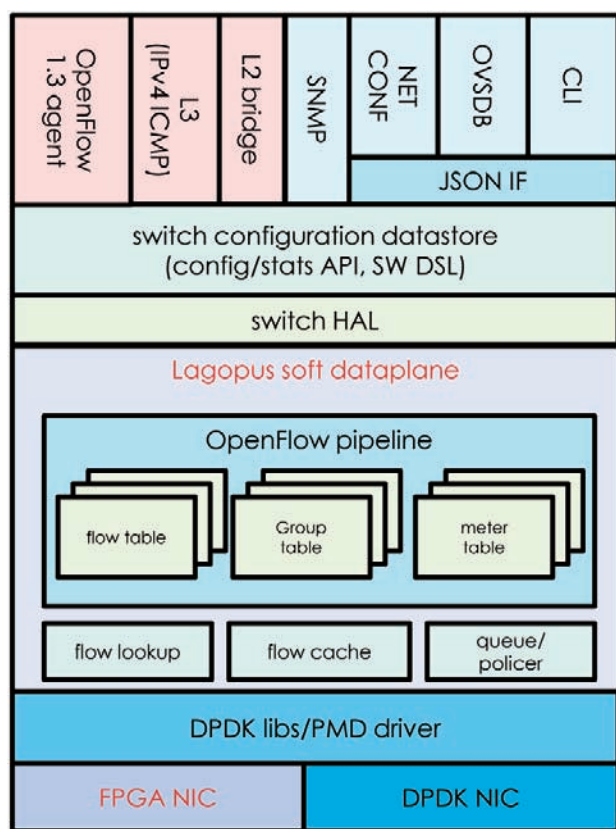 OpenFlow
1.3 agent
L3
(IPv4 ICMP)
L2 bridge
SNMP
NET
CONF
OVSDB
CLI
JSON IF
switch configuration datastore
(config/stats API, SW DSL)
switch HAL
Lagopus soft dataplane
OpenFlow pipeline
flow table
Group
table
meter
table
flow lookup
flow cache
queue/
policer
DPDK libs/PMD driver
FPGA NIC
DPDK NIC